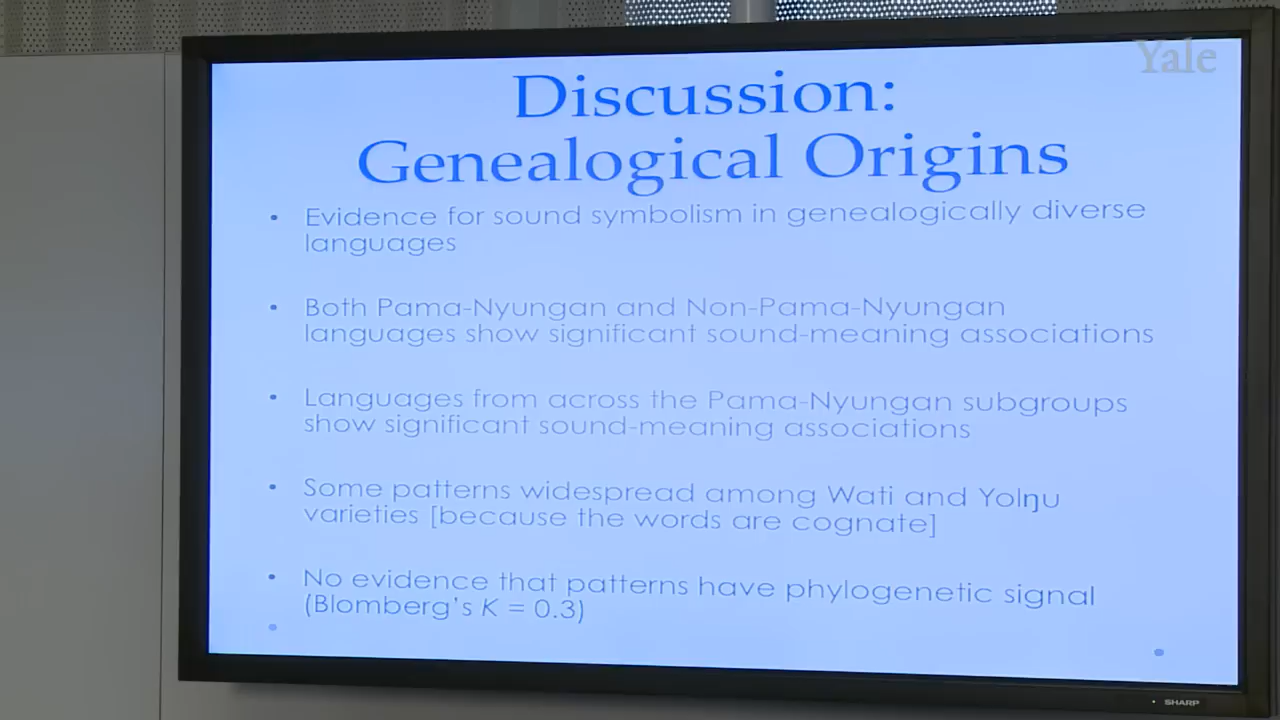 Yale
Discussion:
Genealogical Origins
• Evidence for sound symbolism in genealogically diverse
languages
• Both Pama-Nyungan and Non-Pama-Nyungan
languages show significant sound-meaning associations
• Languages from across the Pama-Nyungan subgroups
show significant sound-meaning associations
• Some patterns widespread among Wati and Yolŋu
varieties [because the words are cognate]
• No evidence that patterns have phylogenetic signal
(Blomberg's K = 0.3)
SHARP